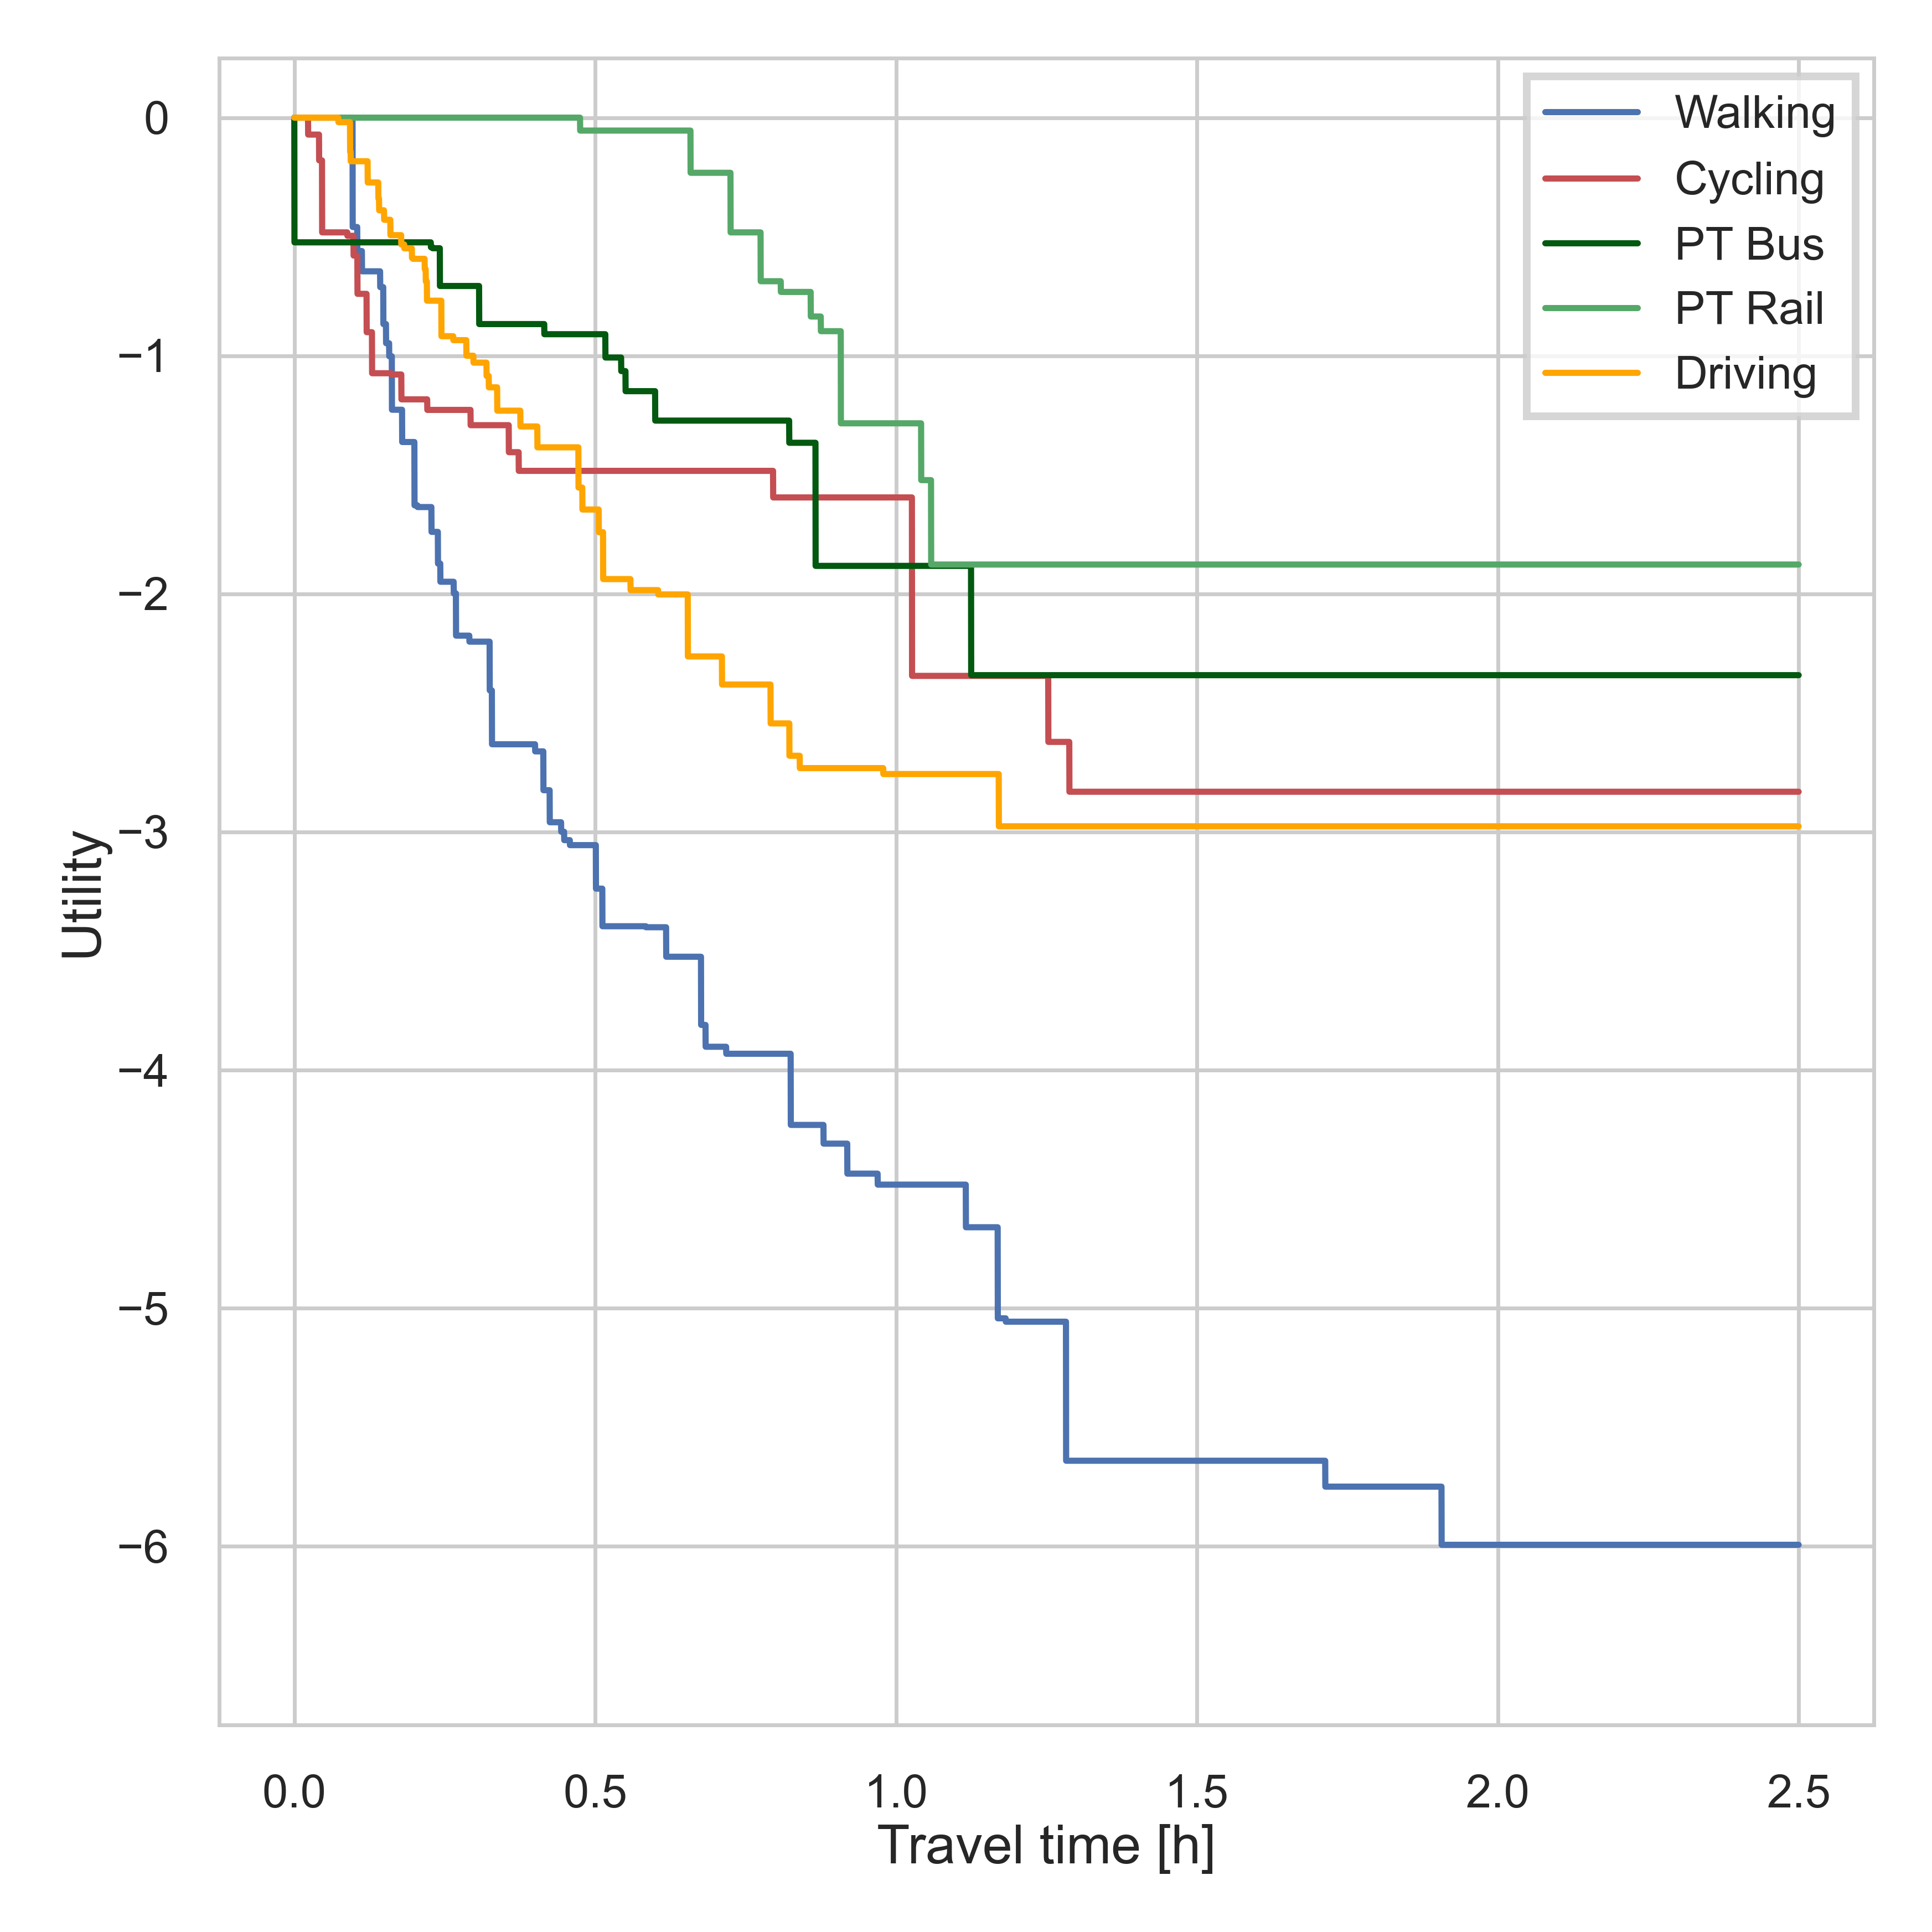 Walking
Cycling
PT Bus
PT Rail
Driving
Utility
0
−1
−2
−3
−4
−5
−6
0.0 0.5 1.0 1.5 2.0 2.5
Travel time [h]